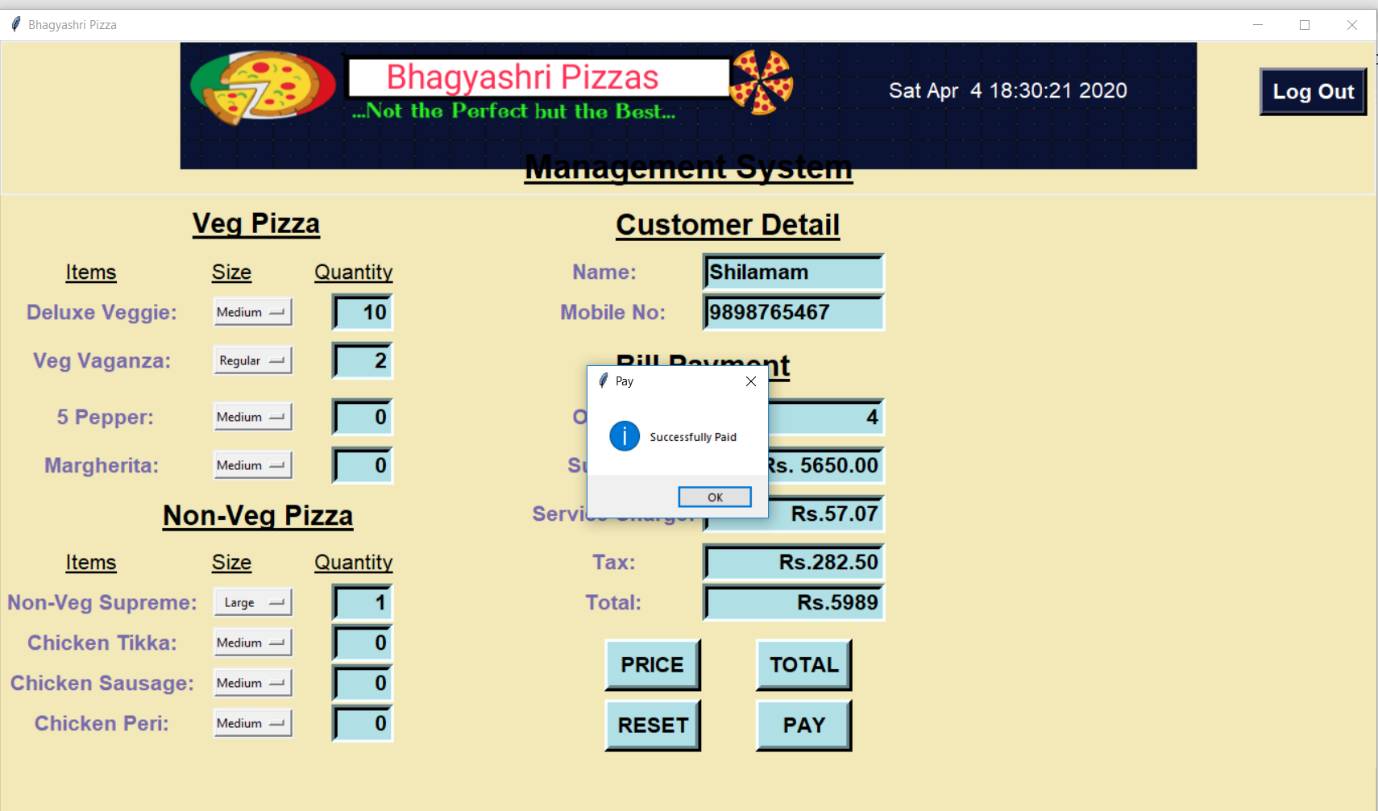 Bhagyashri Pizza
Bhagyashri Pizzas
...Not the Perfect but the Best...
Sat Apr 4 18:30:21 2020
Log Out
Management System
Veg Pizza
Items Size Quantity
Deluxe Veggie: Medium 10
Veg Vaganza: Regular 2
5 Pepper: Medium 0
Margherita: Medium 0
Non-Veg Pizza
Items Size Quantity
Non-Veg Supreme: Large 1
Chicken Tikka: Medium 0
Chicken Sausage: Medium 0
Chicken Peri: Medium 0
Customer Detail
Name: Shilamam
Mobile No: 9898765467
Bill Payment
Pay
Successfully Paid
OK
4
Rs. 5650.00
Service Charge: Rs.57.07
Tax: Rs.282.50
Total: Rs.5989
PRICE TOTAL
RESET PAY